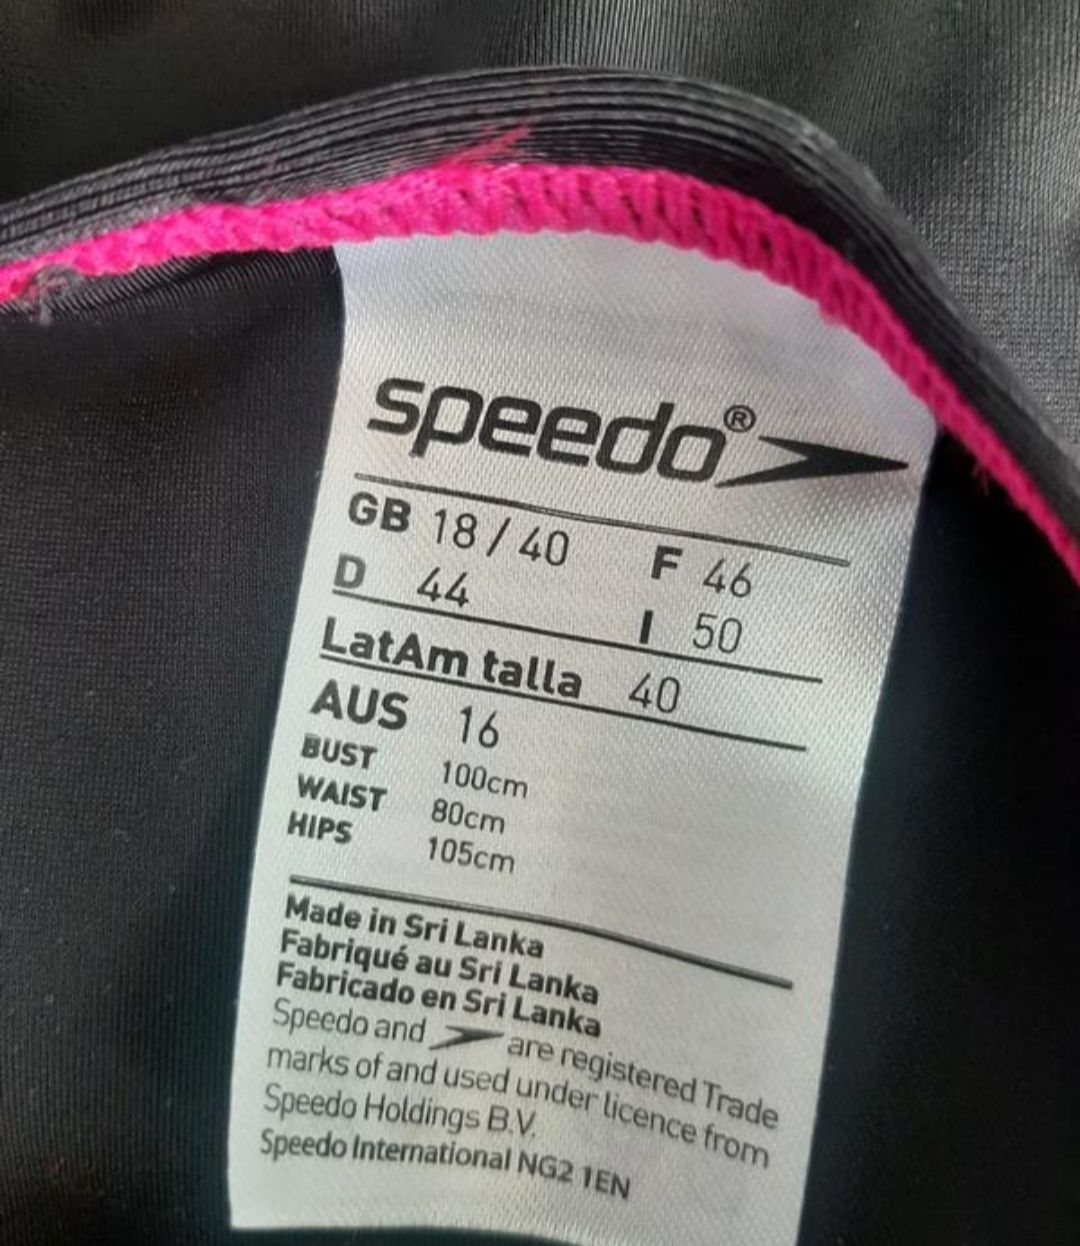 speedo®
GB 18/40 F 46
D 44 I 50
LatAm talla 40
AUS 16
BUST 100cm
WAIST 80cm
HIPS 105cm
Made in Sri Lanka
Fabriqué au Sri Lanka
Fabricado en Sri Lanka
Speedo and are registered Trade
marks of and used under licence from
Speedo Holdings B.V.
Speedo International NG2 1EN